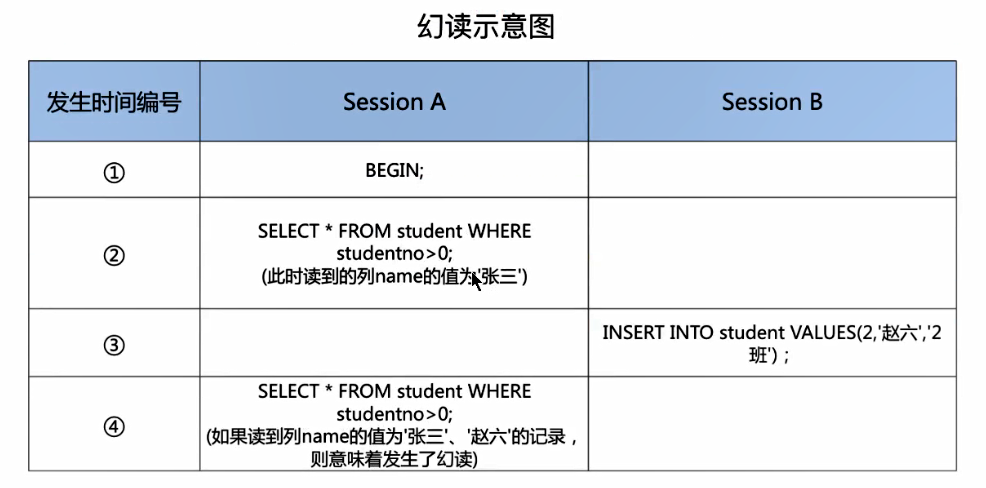 幻读示意图
发生时间编号
Session A
Session B
①
BEGIN;
②
SELECT * FROM student WHERE
studentno>0;
(此时读到的列name的值为'张三')
③
INSERT INTO student VALUES(2,'赵六','2
班')；
④
SELECT * FROM student WHERE
studentno>0;
(如果读到列name的值为'张三'、'赵六'的记录，
则意味着发生了幻读)